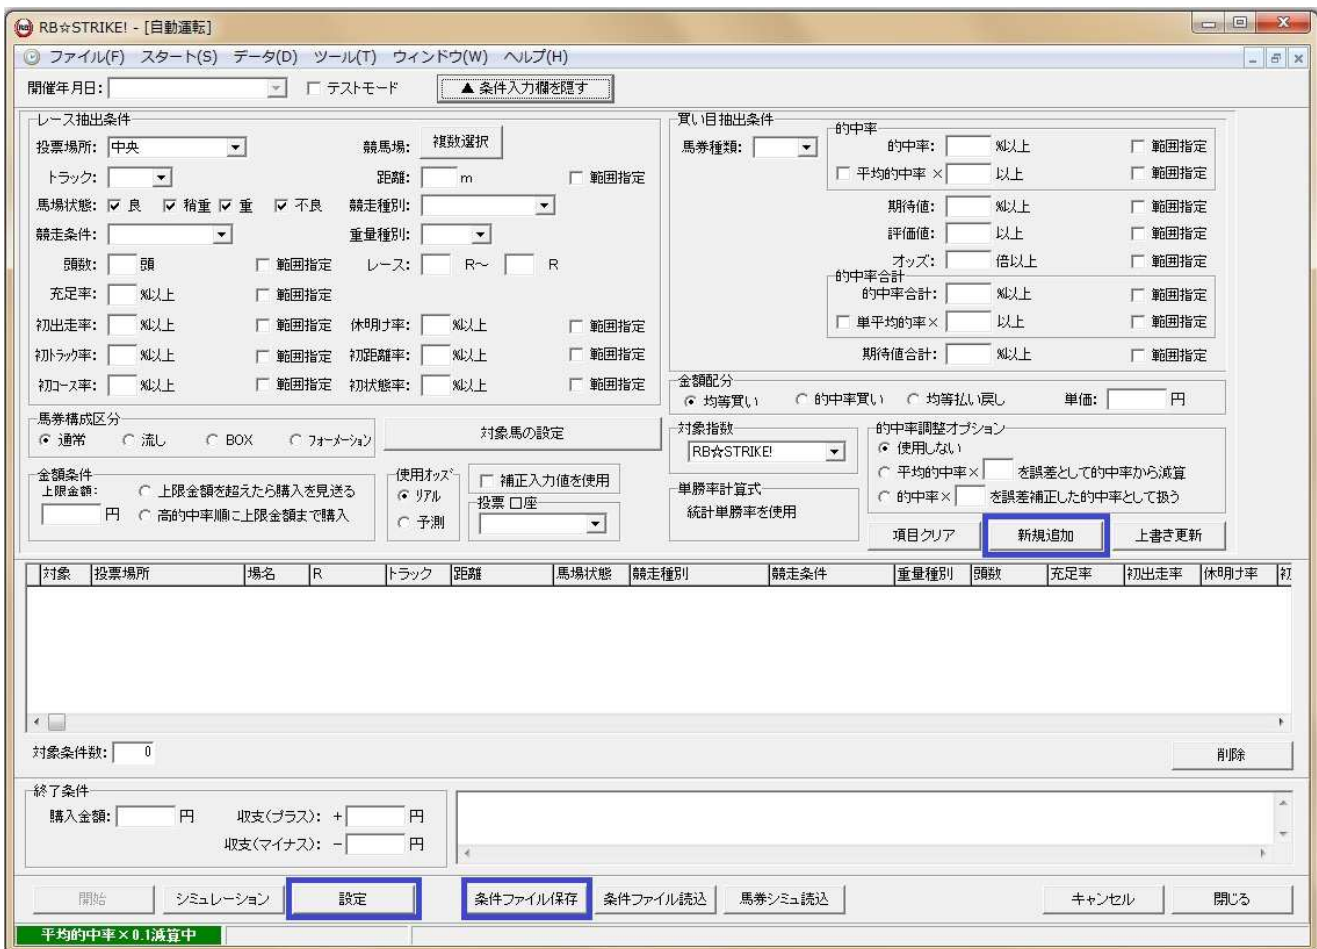 RB☆STRIKE! - [自動運転]
ファイル(F) スタート(S) データ(D) ツール(T) ウィンドウ(W) ヘルプ(H)
開催年月日: テストモード ▲ 条件入力欄を隠す
レース抽出条件
投票場所: 中央 競馬場: 複数選択
トラック: 距離: m 範囲指定
馬場状態: 良 稍重 重 不良 競走種別:
競走条件: 重量種別:
頭数: 頭 範囲指定 レース: R～ R
充足率: %以上 範囲指定
初出走率: %以上 範囲指定 休明け率: %以上 範囲指定
初トラック率: %以上 範囲指定 初距離率: %以上 範囲指定
初コース率: %以上 範囲指定 初状態率: %以上 範囲指定
買い目抽出条件
馬券種類:
的中率
的中率: %以上 範囲指定
平均的中率 × 以上 範囲指定
期待値: %以上 範囲指定
評価値: 以上 範囲指定
オッズ: 倍以上 範囲指定
的中率合計
的中率合計: %以上 範囲指定
単平均的率× 以上 範囲指定
期待値合計: %以上 範囲指定
金額配分
均等買い 的中率買い 均等払い戻し 単価: 円
馬券構成区分
通常 流し BOX フォーメーション
対象馬の設定
金額条件
上限金額: 円
上限金額を超えたら購入を見送る
高的中率順に上限金額まで購入
使用オッズ
リアル
予測
補正入力値を使用
投票口座
対象指数
RB☆STRIKE!
単勝率計算式
統計単勝率を使用
的中率調整オプション
使用しない
平均的中率× を誤差として的中率から減算
的中率× を誤差補正した的中率として扱う
項目クリア 新規追加 上書き更新
対象 投票場所 場名 R トラック 距離 馬場状態 競走種別 競走条件 重量種別 頭数 充足率 初出走率 休明け率 初
対象条件数: 0 削除
終了条件
購入金額: 円 収支(プラス): + 円
収支(マイナス): － 円
開始 シミュレーション 設定 条件ファイル保存 条件ファイル読込 馬券シミュ読込 キャンセル 閉じる
平均的中率×0.1減算中